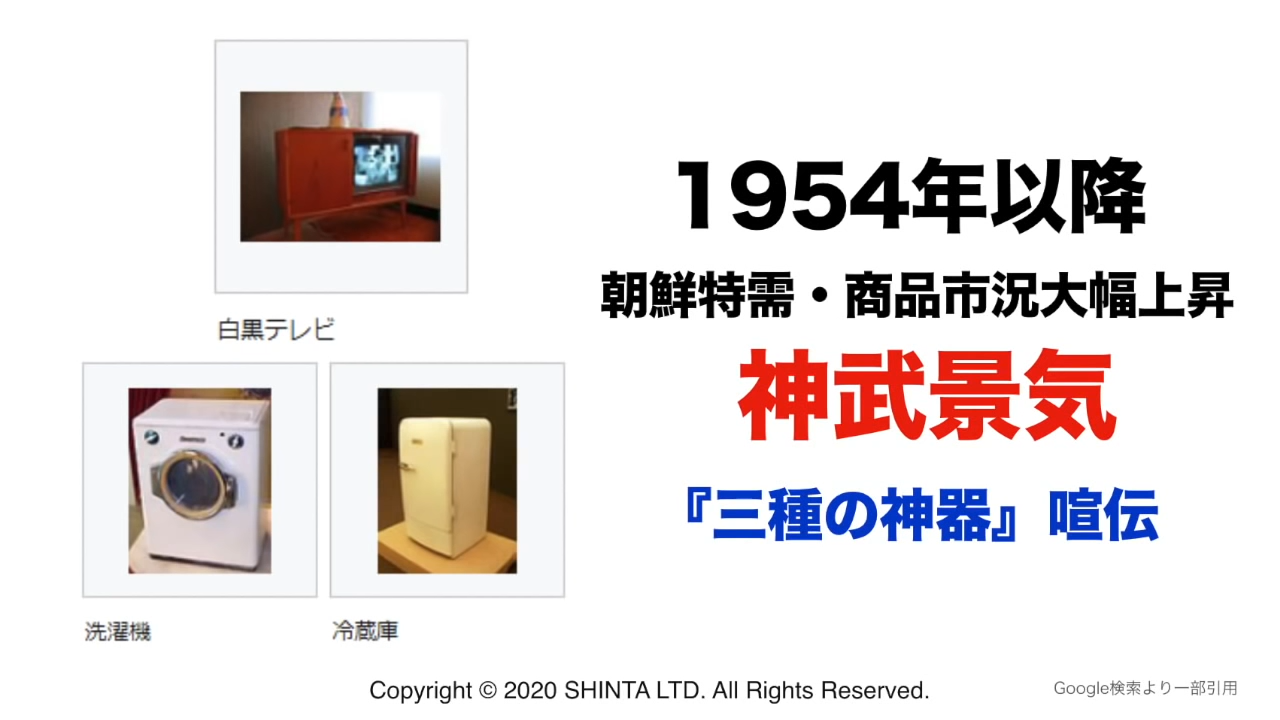 白黒テレビ
洗濯機
冷蔵庫
1954年以降
朝鮮特需・商品市況大幅上昇
神武景気
『三種の神器』喧伝
Copyright © 2020 SHINTA LTD. All Rights Reserved.
Google検索より一部引用